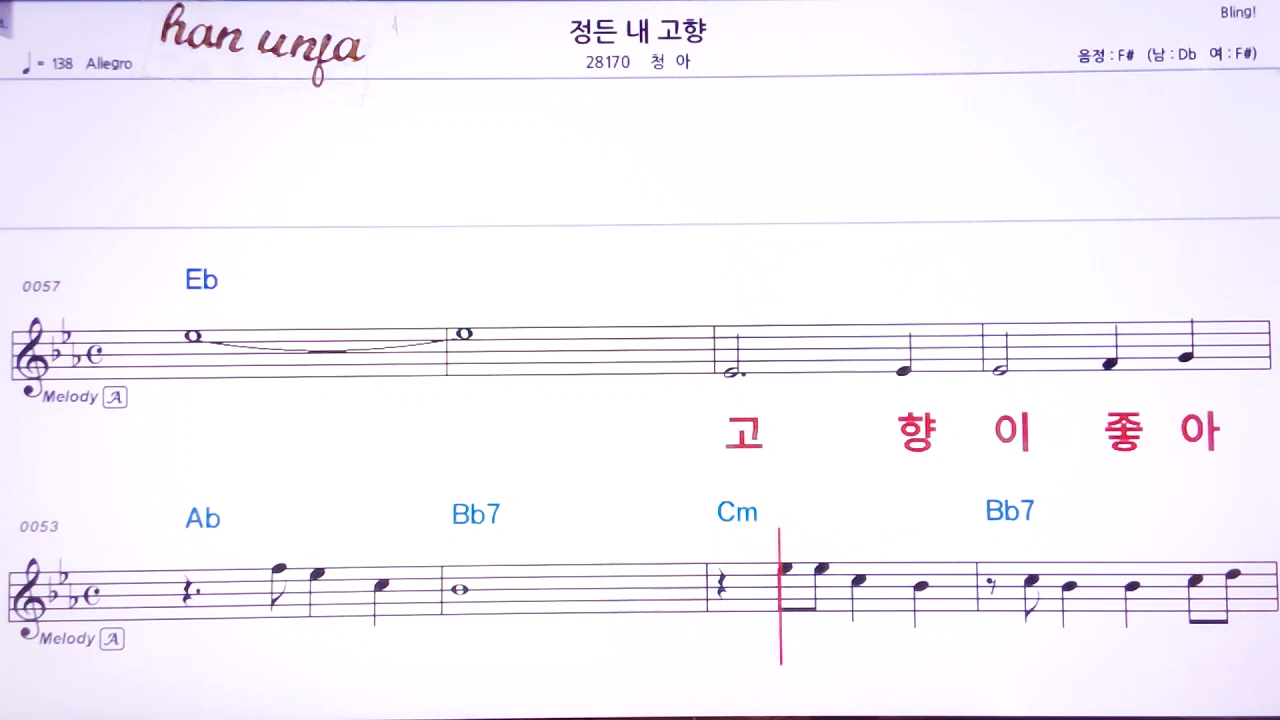 han unja
정든 내 고향
Bling!
♩ = 138 Allegro
28170 청 아
음정 : F# (남 : Db 여 : F#)
0057
Eb
Melody A
고 향 이 좋 아
0053
Ab Bb7 Cm Bb7
Melody A